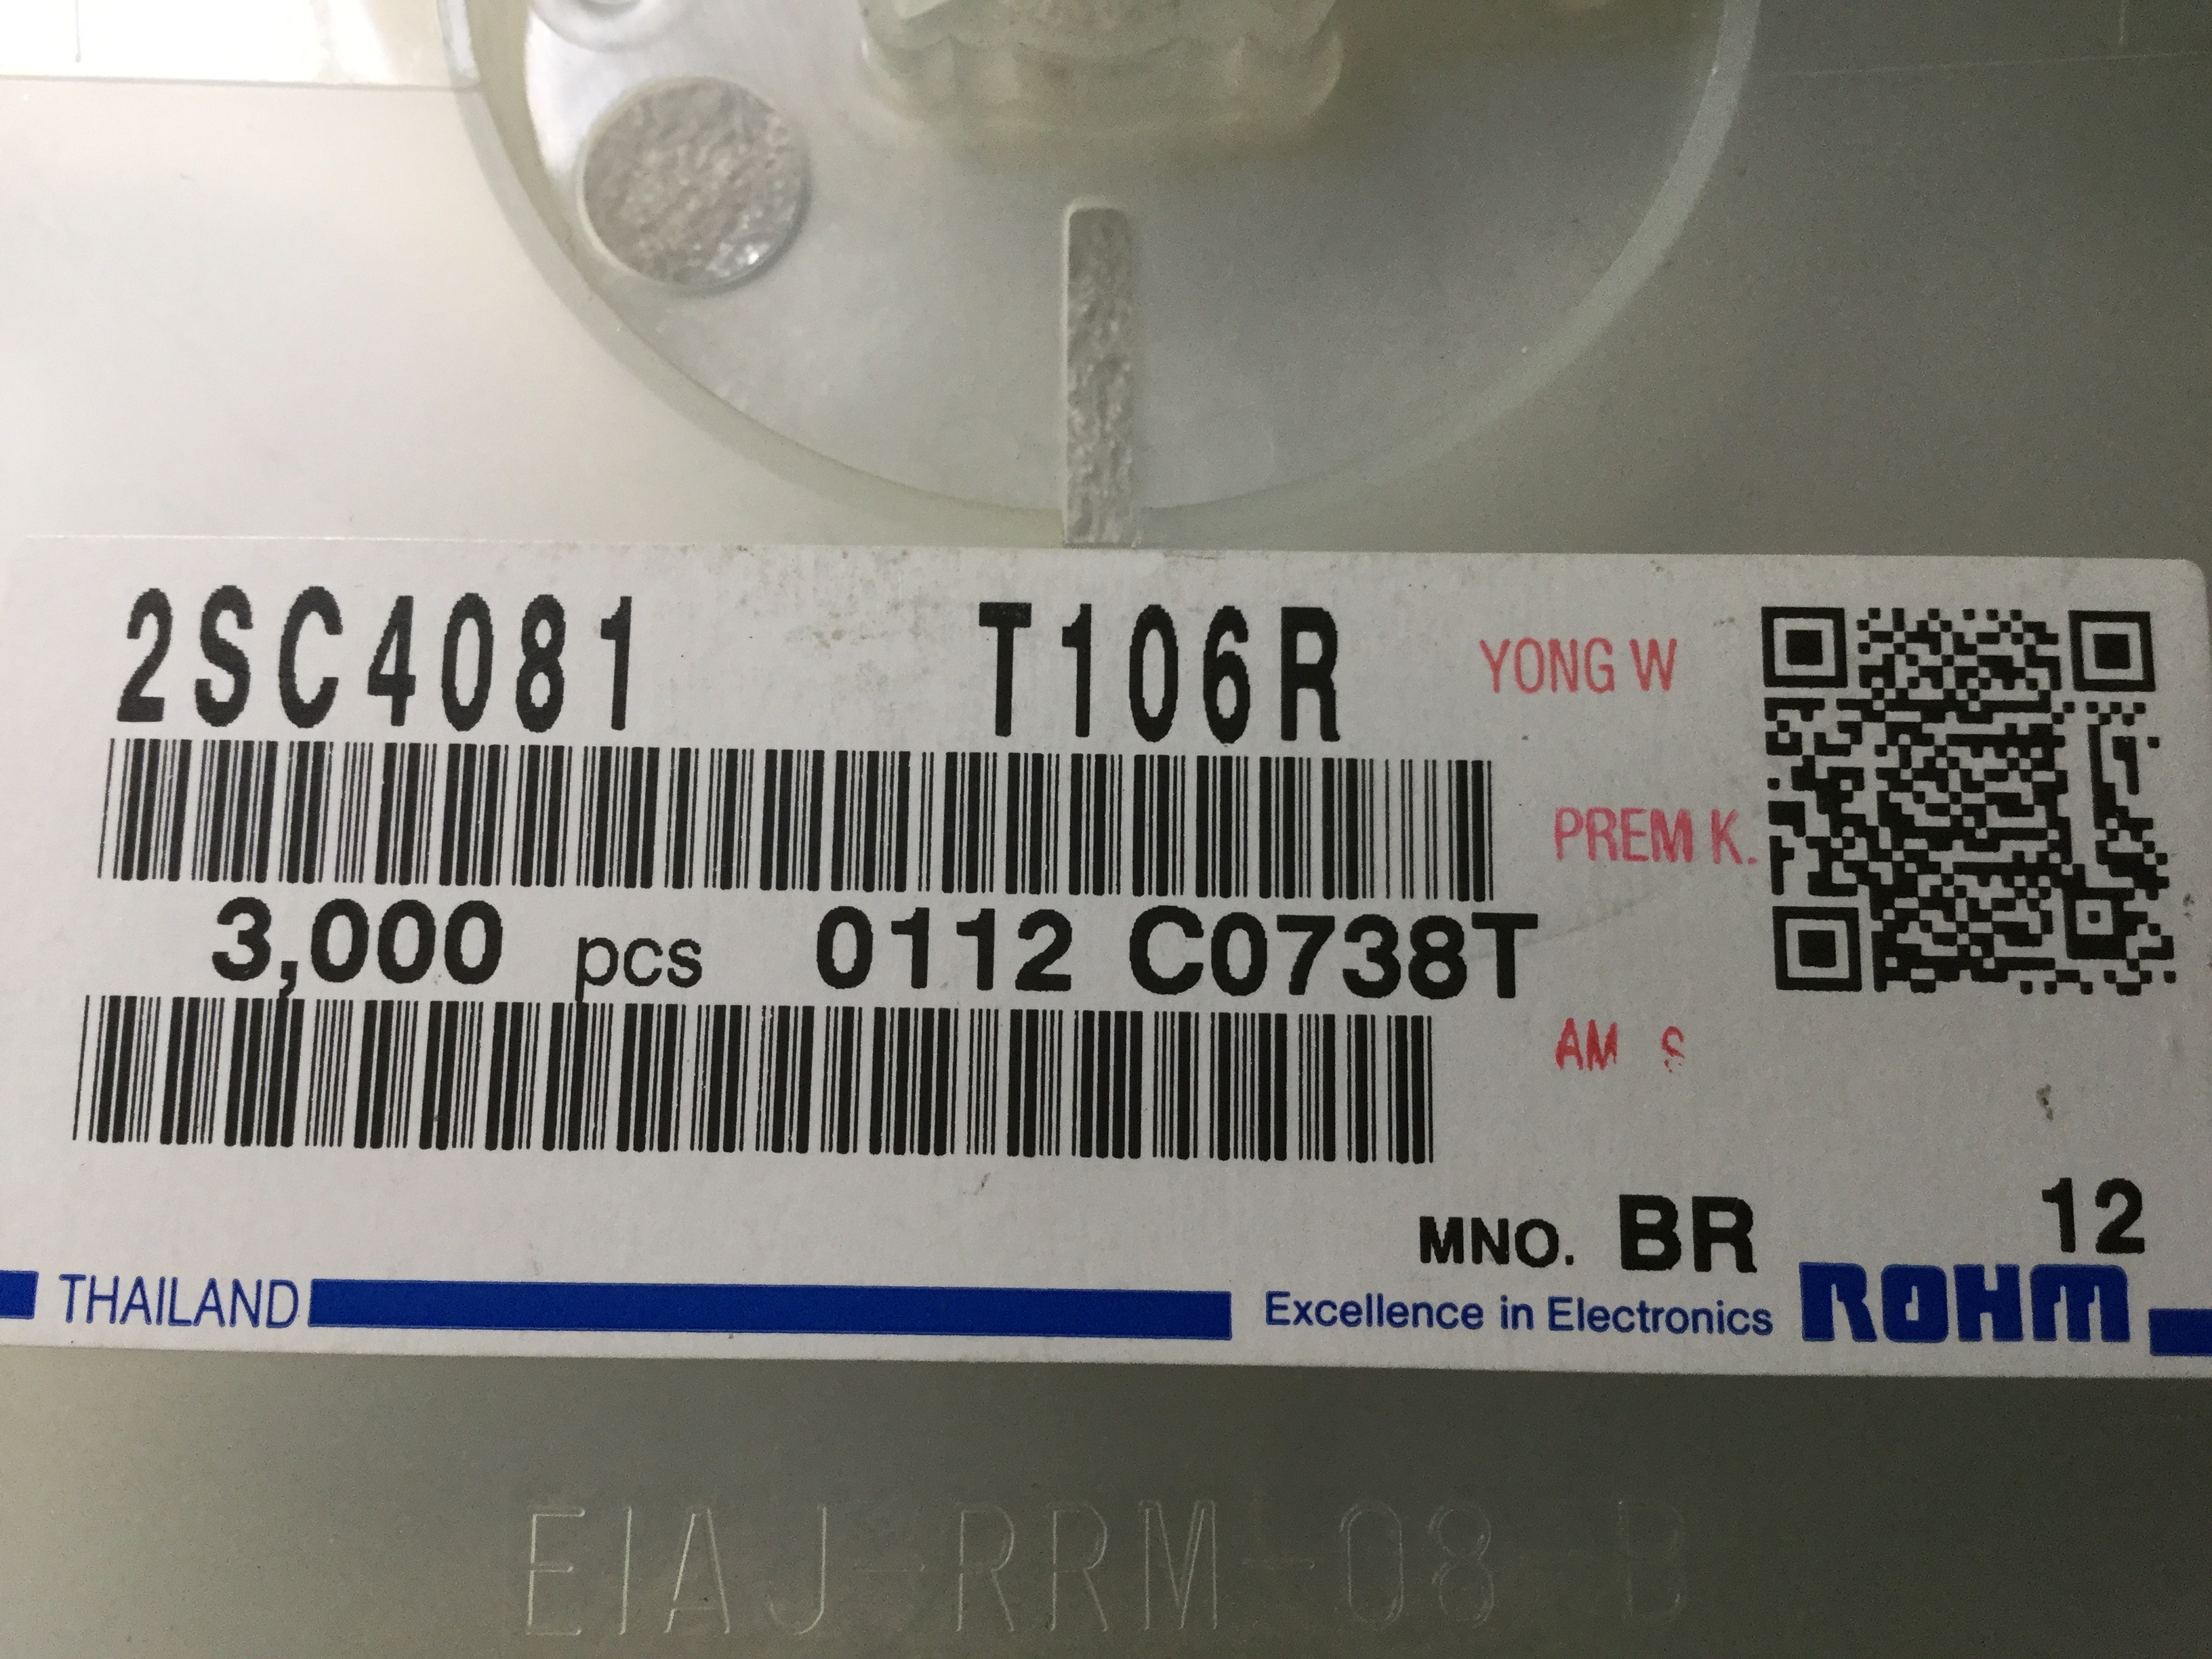 2SC4081 T106R YONG W
PREM K.
3,000 pcs 0112 C0738T
AM S
12
MNO. BR
THAILAND Excellence in Electronics ROHM
EIAJ-RRM-08-B